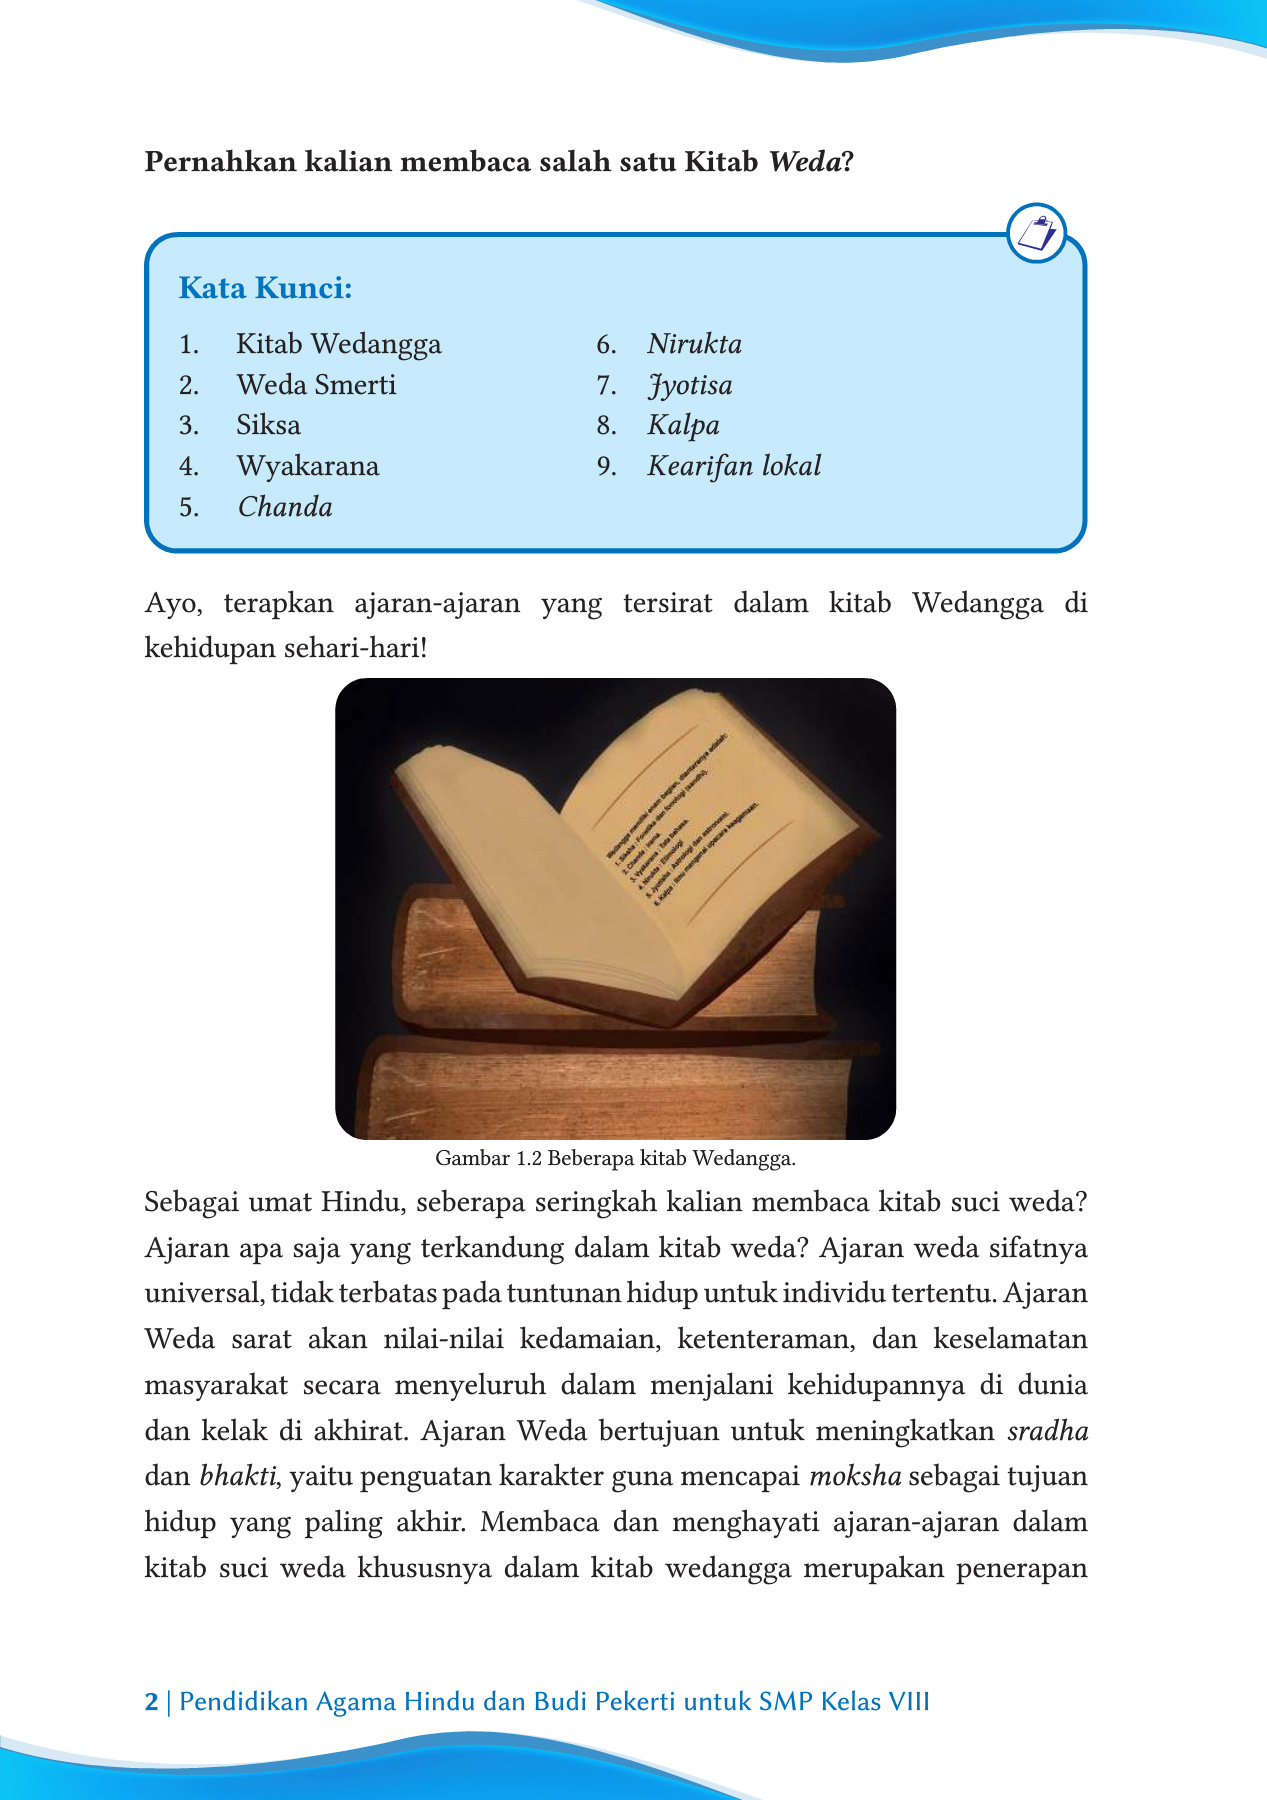 Pernahkan kalian membaca salah satu Kitab Weda?
Kata Kunci:
1. Kitab Wedangga
2. Weda Smerti
3. Siksa
4. Wyakarana
5. Chanda
6. Nirukta
7. Jyotisa
8. Kalpa
9. Kearifan lokal
Ayo, terapkan ajaran-ajaran yang tersirat dalam kitab Wedangga di
kehidupan sehari-hari!
Wedangga memiliki enam bagian, diantaranya adalah:
1. Siksha : Fonetika dan fonologi (sandhi).
2. Chanda : Irama.
3. Vyakarana : Tata bahasa.
4. Nirukta : Etimologi
5. Jyotisha : Astrologi dan astronomi.
6. Kalpa : Ilmu mengenai upacara keagamaan.
Gambar 1.2 Beberapa kitab Wedangga.
Sebagai umat Hindu, seberapa seringkah kalian membaca kitab suci weda?
Ajaran apa saja yang terkandung dalam kitab weda? Ajaran weda sifatnya
universal, tidak terbatas pada tuntunan hidup untuk individu tertentu. Ajaran
Weda sarat akan nilai-nilai kedamaian, ketenteraman, dan keselamatan
masyarakat secara menyeluruh dalam menjalani kehidupannya di dunia
dan kelak di akhirat. Ajaran Weda bertujuan untuk meningkatkan sradha
dan bhakti, yaitu penguatan karakter guna mencapai moksha sebagai tujuan
hidup yang paling akhir. Membaca dan menghayati ajaran-ajaran dalam
kitab suci weda khususnya dalam kitab wedangga merupakan penerapan
2 | Pendidikan Agama Hindu dan Budi Pekerti untuk SMP Kelas VIII